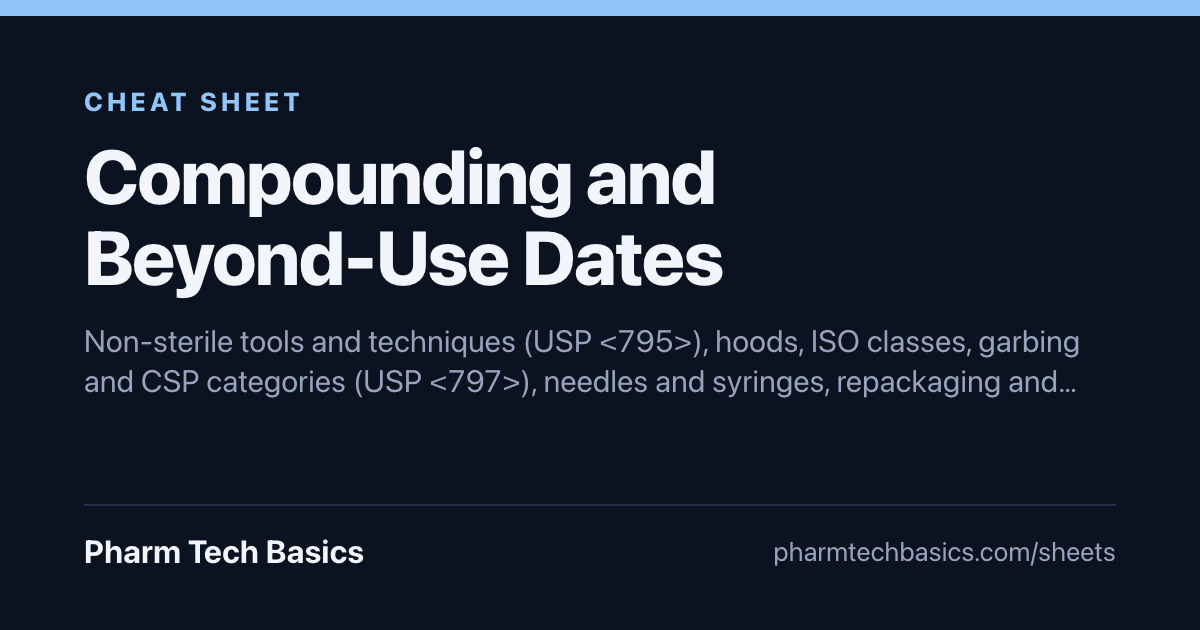 CHEAT SHEET
Compounding and
Beyond-Use Dates
Non-sterile tools and techniques (USP <795>), hoods, ISO classes, garbing
and CSP categories (USP <797>), needles and syringes, repackaging and…
Pharm Tech Basics
pharmtechbasics.com/sheets